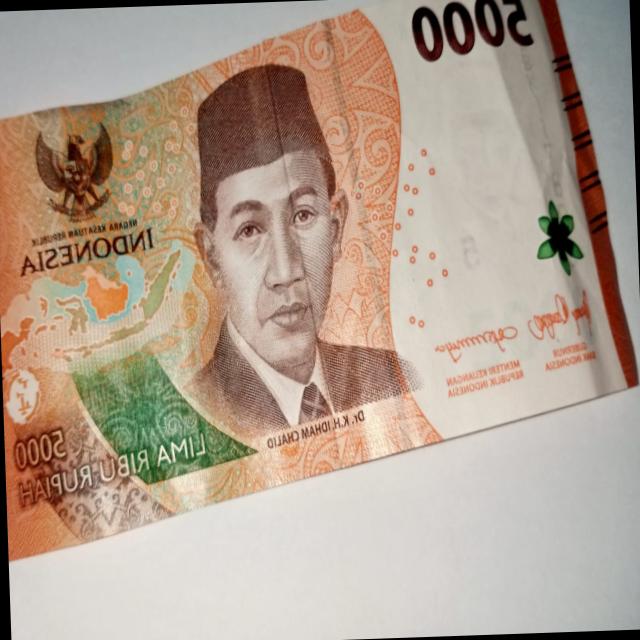 5000
NEGARA KESATUAN REPUBLIK
INDONESIA
GUBERNUR
BANK INDONESIA
MENTERI KEUANGAN
REPUBLIK INDONESIA
Dr. K.H. IDHAM CHALID
5000
LIMA RIBU RUPIAH